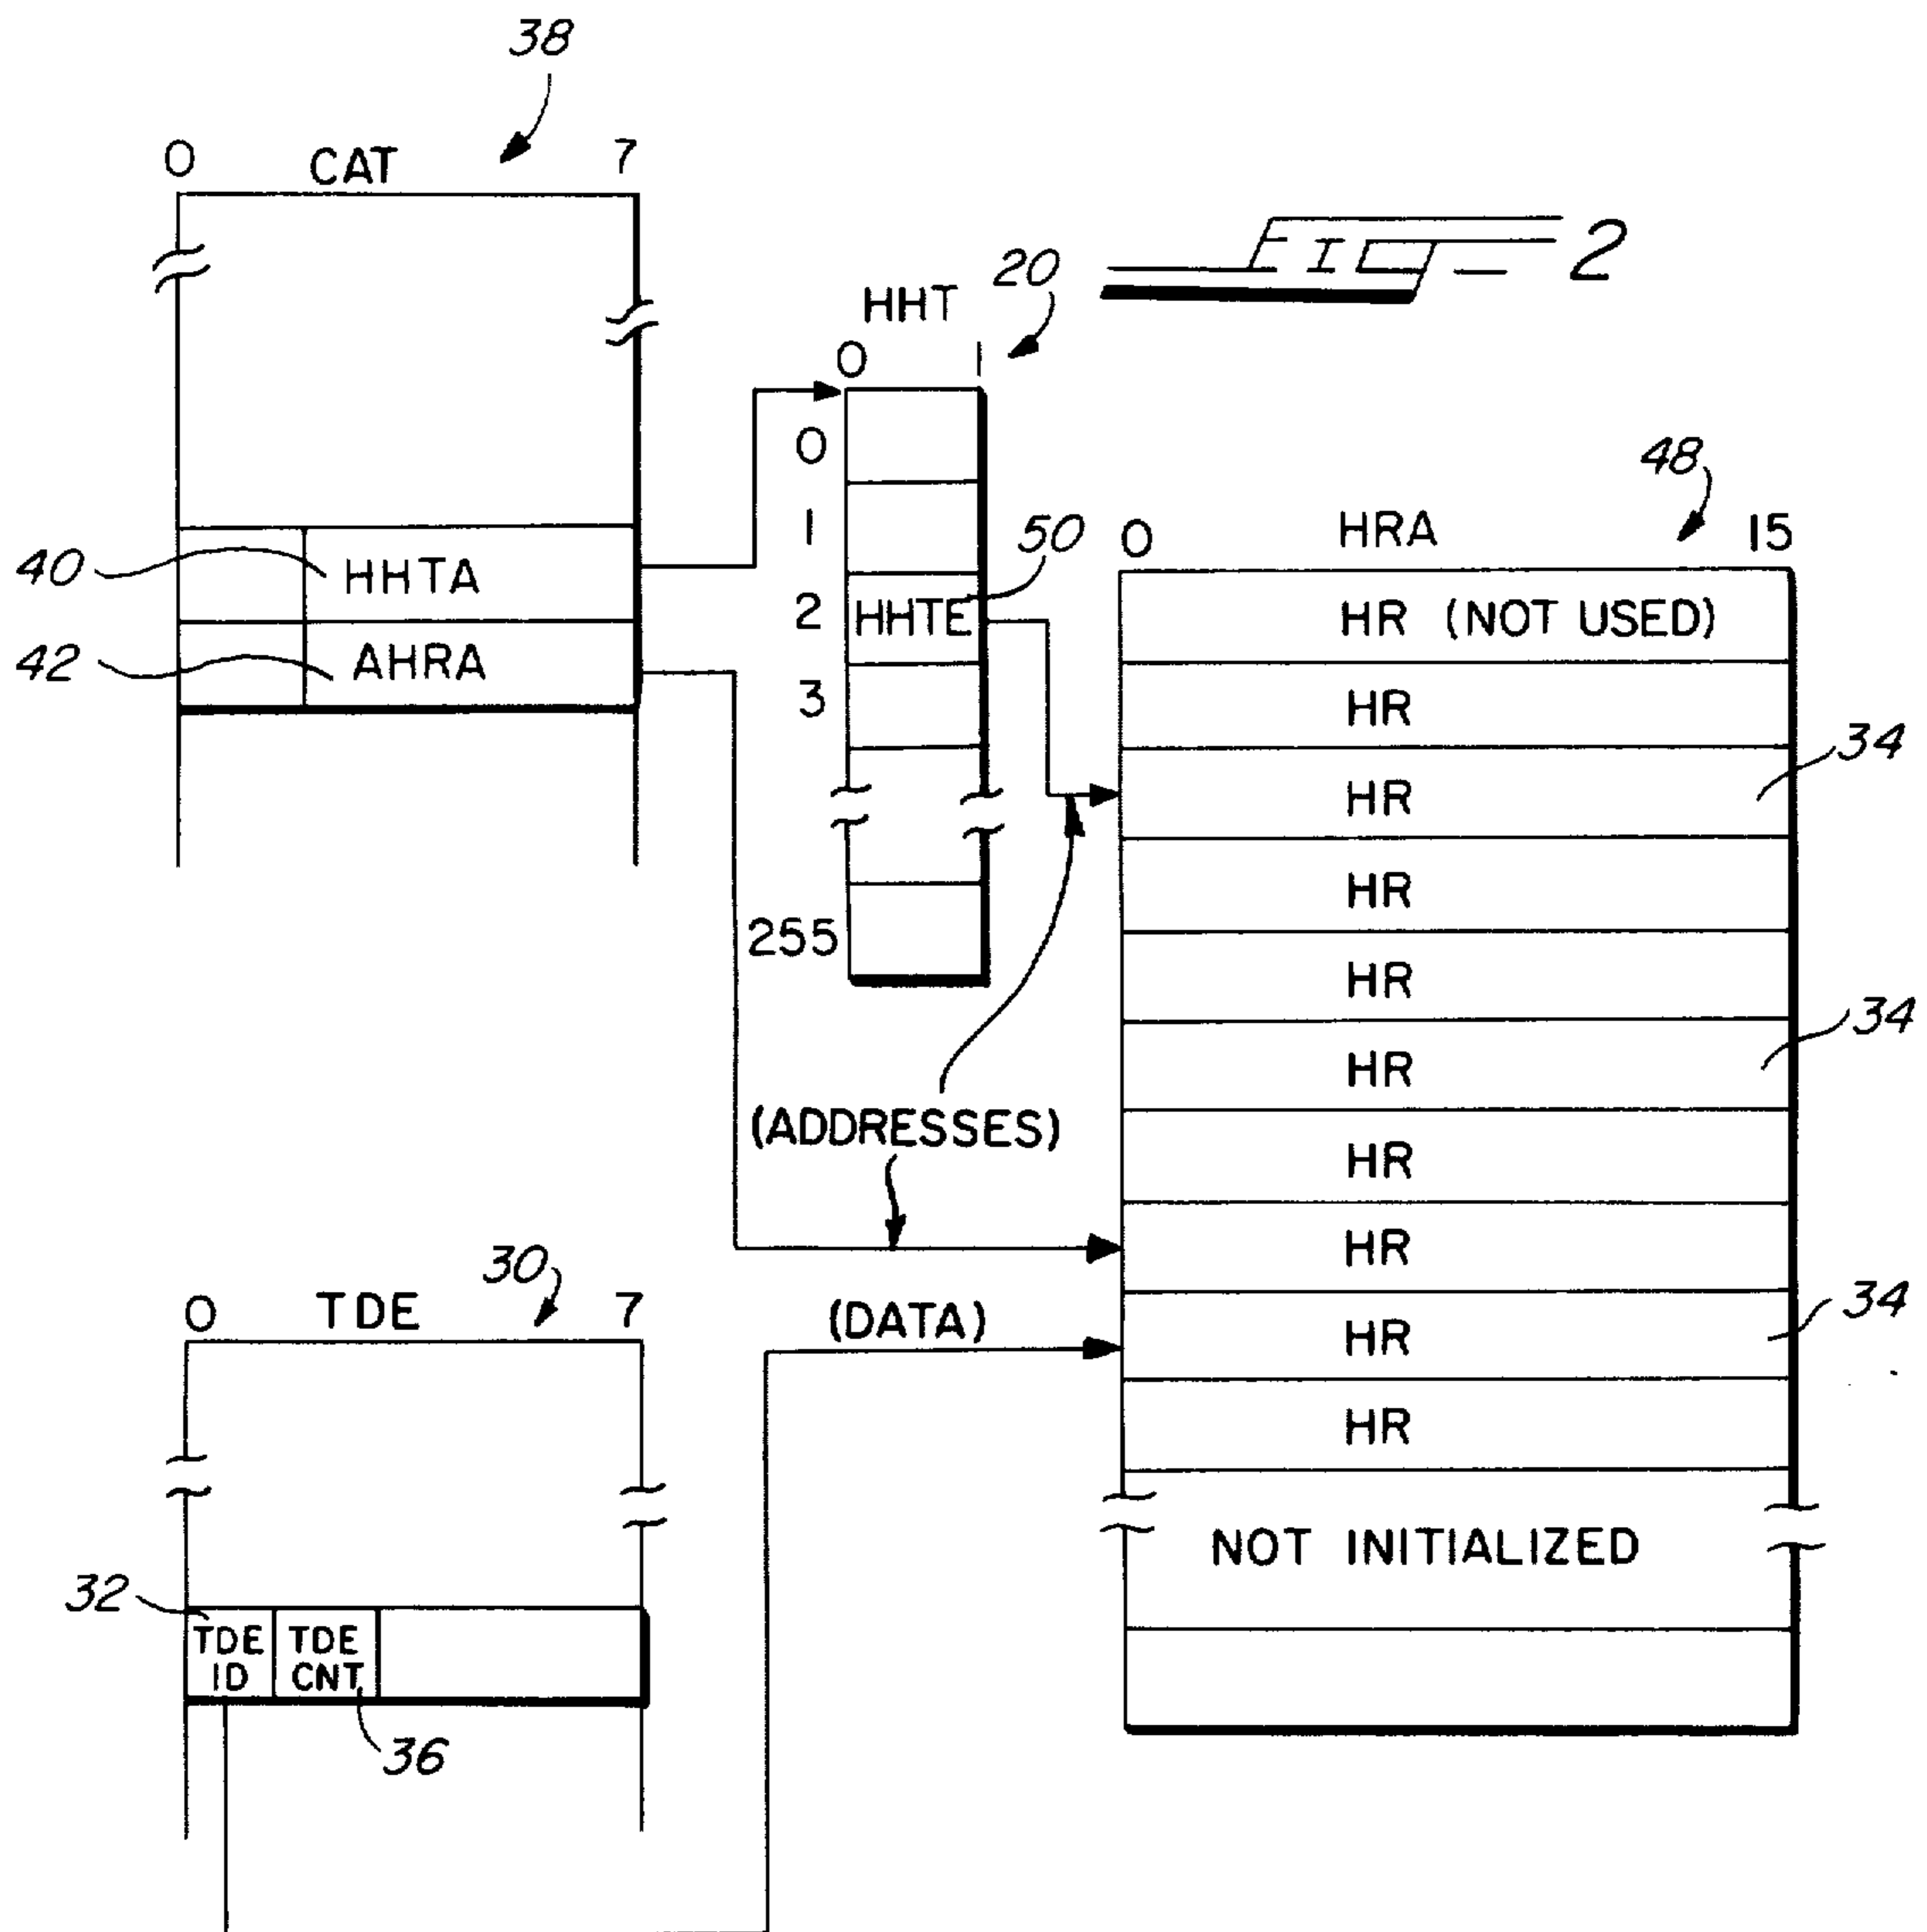 38
0 CAT 7
FIG-2
20
HHT
0 1
0
1
2 HHTE
3
255
50
40 HHTA
42 AHRA
48
0 HRA 15
HR (NOT USED)
HR
HR
34
HR
HR
HR
34
HR
HR
HR
34
HR
NOT INITIALIZED
(ADDRESSES)
(DATA)
30
0 TDE 7
32
TDE
ID
TDE
CNT
36